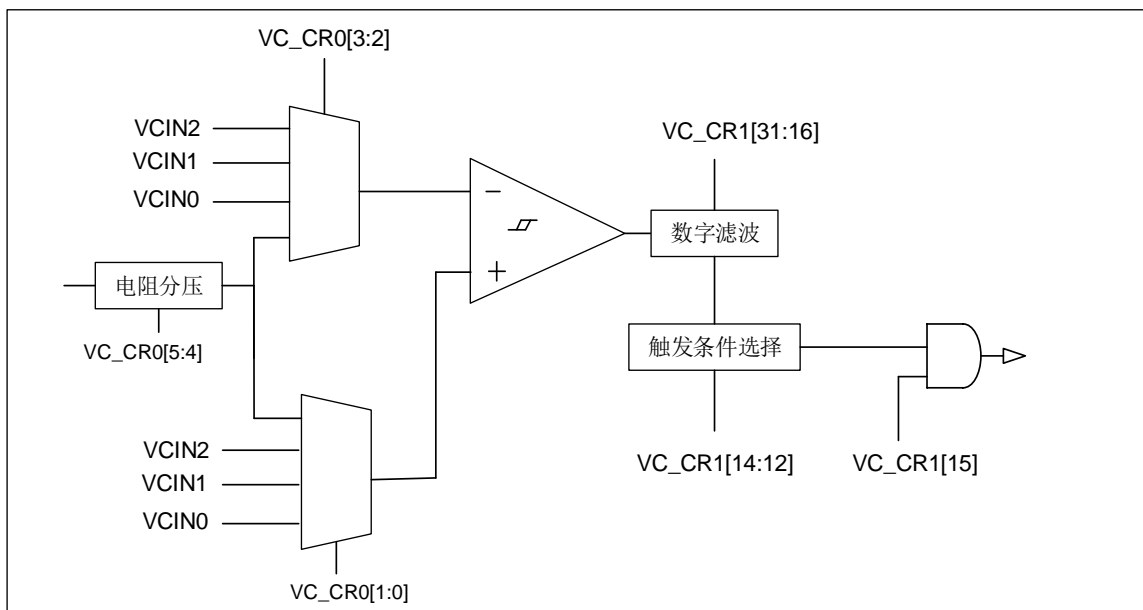 VC_CR0[3:2]
VCIN2
VCIN1
VCIN0
VC_CR1[31:16]
−
数字滤波
+
电阻分压
VC_CR0[5:4]
触发条件选择
VCIN2
VCIN1
VCIN0
VC_CR1[14:12]
VC_CR1[15]
VC_CR0[1:0]